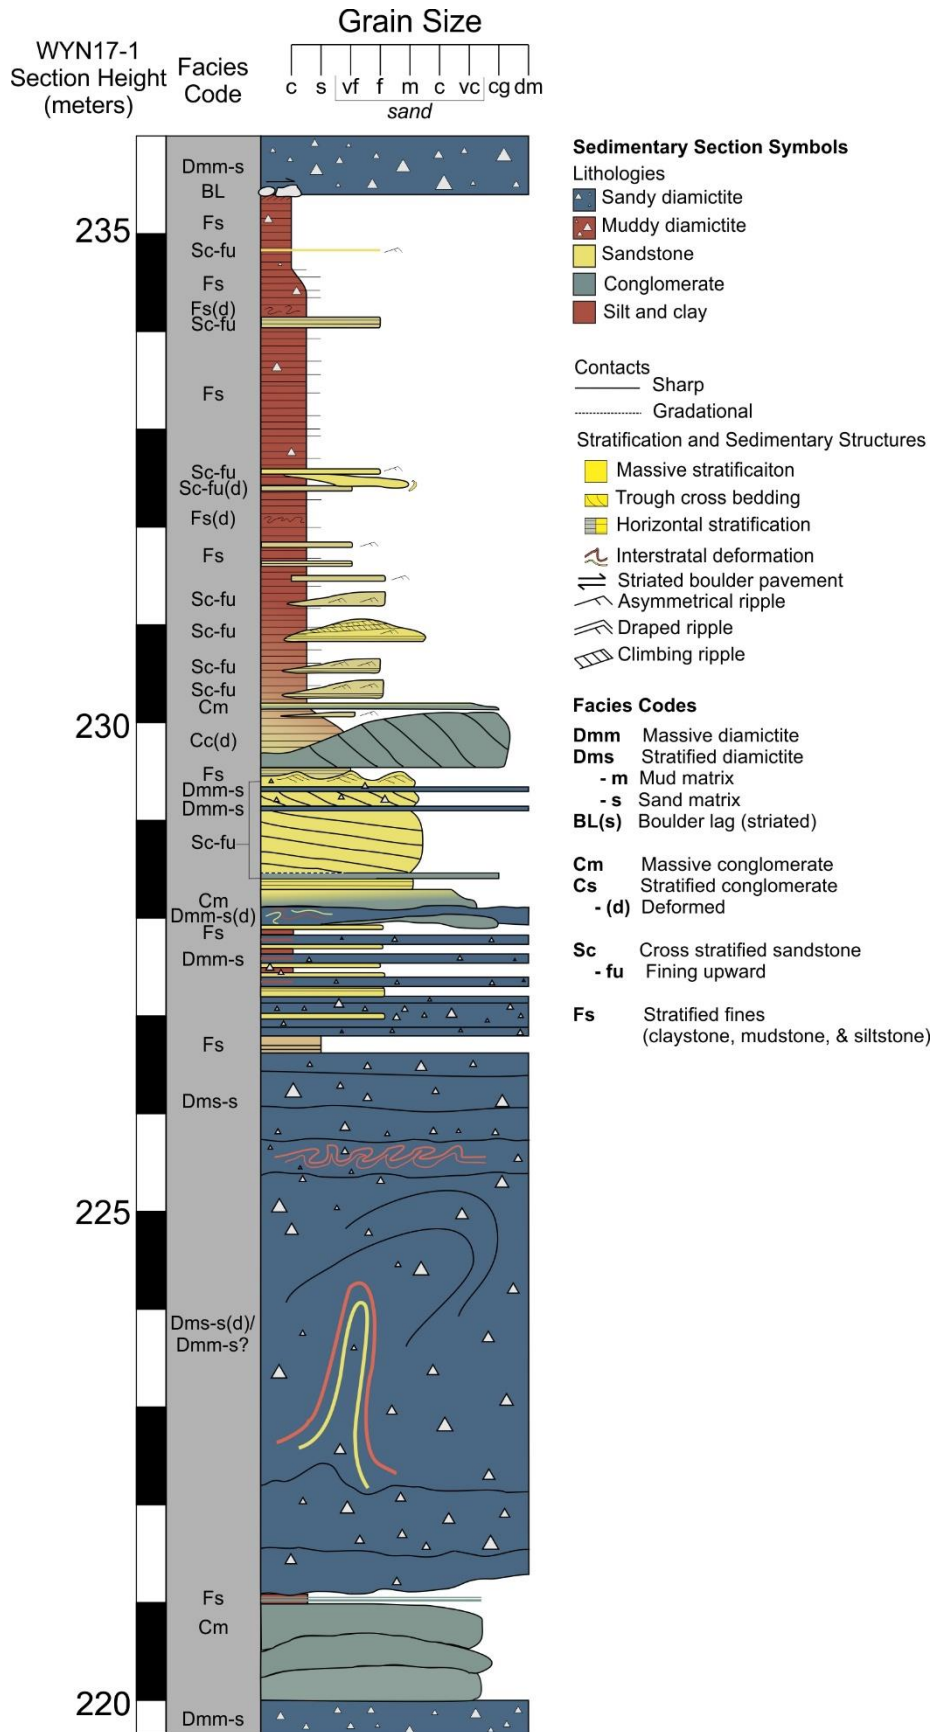 Grain Size
WYN17-1
Section Height
(meters)
Facies
Code
c s vf f m c vc cg dm
sand
Dmm-s
BL
235
Fs
Sc-fu
Fs
Fs(d)
Sc-fu
Fs
Sc-fu
Sc-fu(d)
Fs(d)
Fs
Sc-fu
Sc-fu
Sc-fu
Sc-fu
Cm
230
Cc(d)
Fs
Dmm-s
Dmm-s
Sc-fu
Cm
Dmm-s(d)
Fs
Dmm-s
Fs
Dms-s
225
Dms-s(d)/
Dmm-s?
Fs
Cm
220
Dmm-s
Sedimentary Section Symbols
Lithologies
Sandy diamictite
Muddy diamictite
Sandstone
Conglomerate
Silt and clay
Contacts
Sharp
Gradational
Stratification and Sedimentary Structures
Massive stratificaiton
Trough cross bedding
Horizontal stratification
Interstratal deformation
Striated boulder pavement
Asymmetrical ripple
Draped ripple
Climbing ripple
Facies Codes
Dmm Massive diamictite
Dms Stratified diamictite
- m Mud matrix
- s Sand matrix
BL(s) Boulder lag (striated)
Cm Massive conglomerate
Cs Stratified conglomerate
- (d) Deformed
Sc Cross stratified sandstone
- fu Fining upward
Fs Stratified fines
(claystone, mudstone, & siltstone)